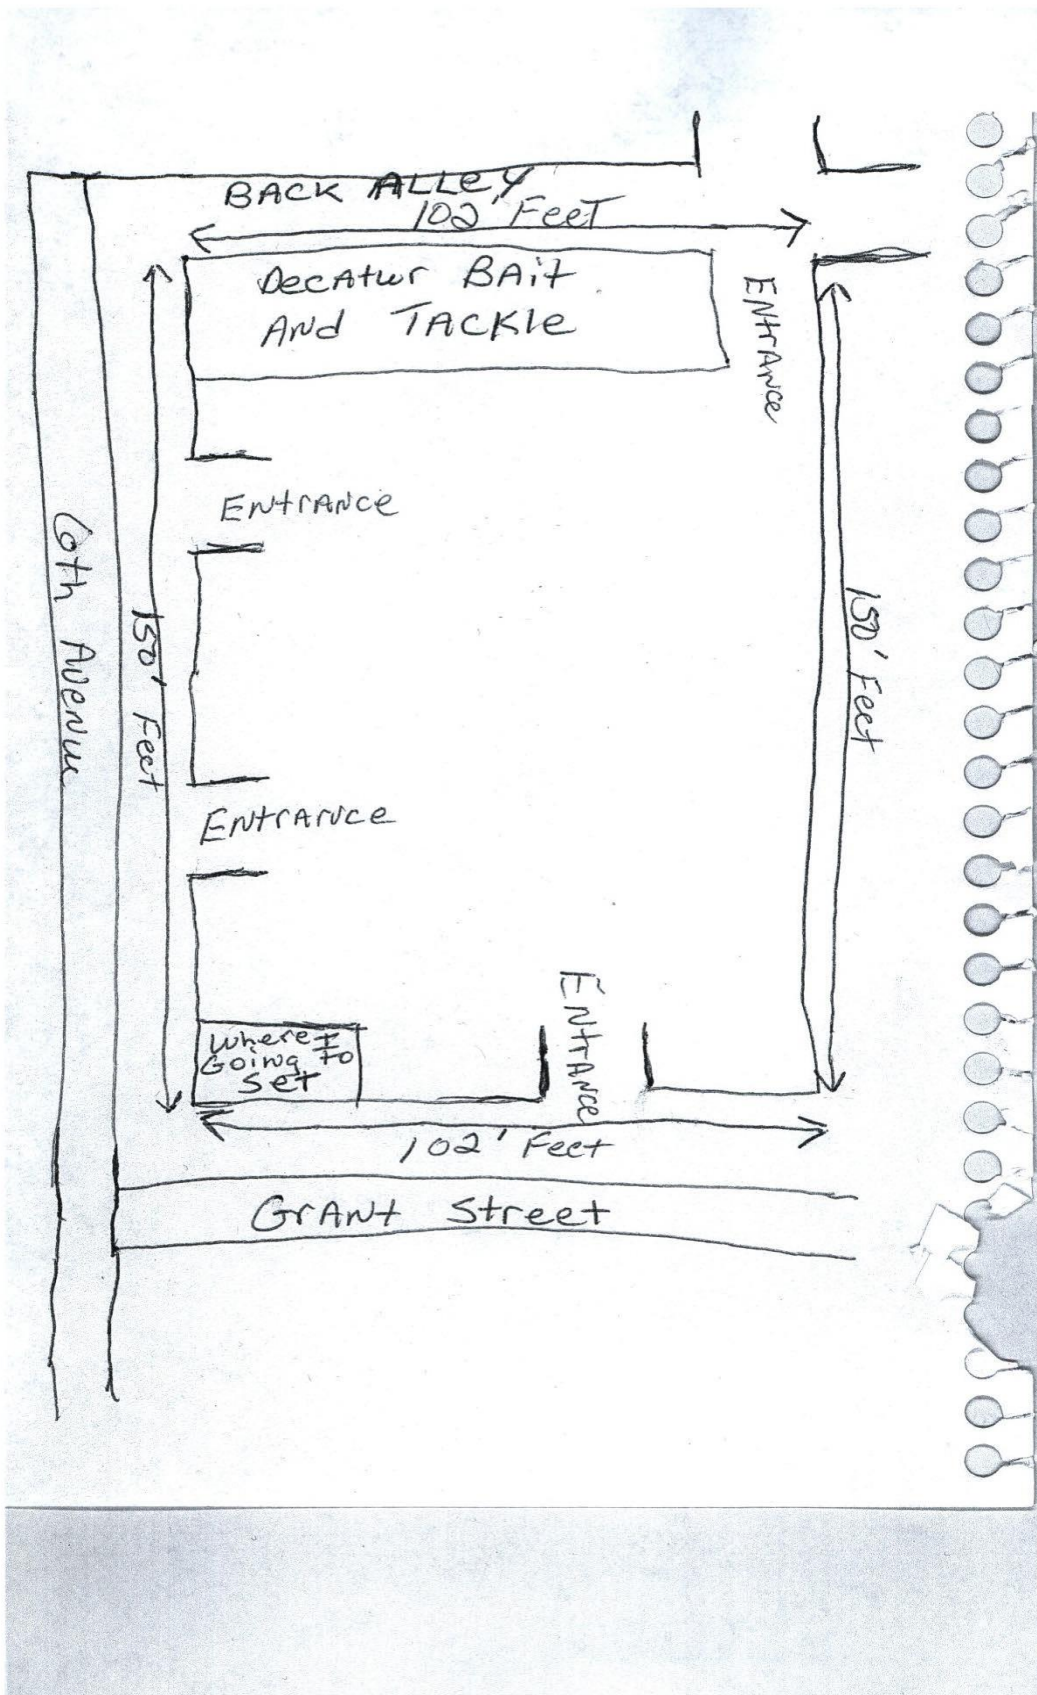 BACK ALLEY
102' FeeT
DecAtur BAit
And TACKle
ENtrANce
ENtrANce
6th AveNue
150' Feet
150' Feet
ENtrANce
ENtrANce
Where I
GoiNg to
Set
102' Feet
GrANt Street